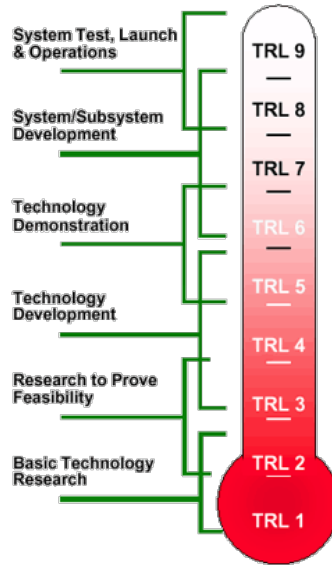 System Test, Launch
& Operations
System/Subsystem
Development
Technology
Demonstration
Technology
Development
Research to Prove
Feasibility
Basic Technology
Research
TRL 9
TRL 8
TRL 7
TRL 6
TRL 5
TRL 4
TRL 3
TRL 2
TRL 1